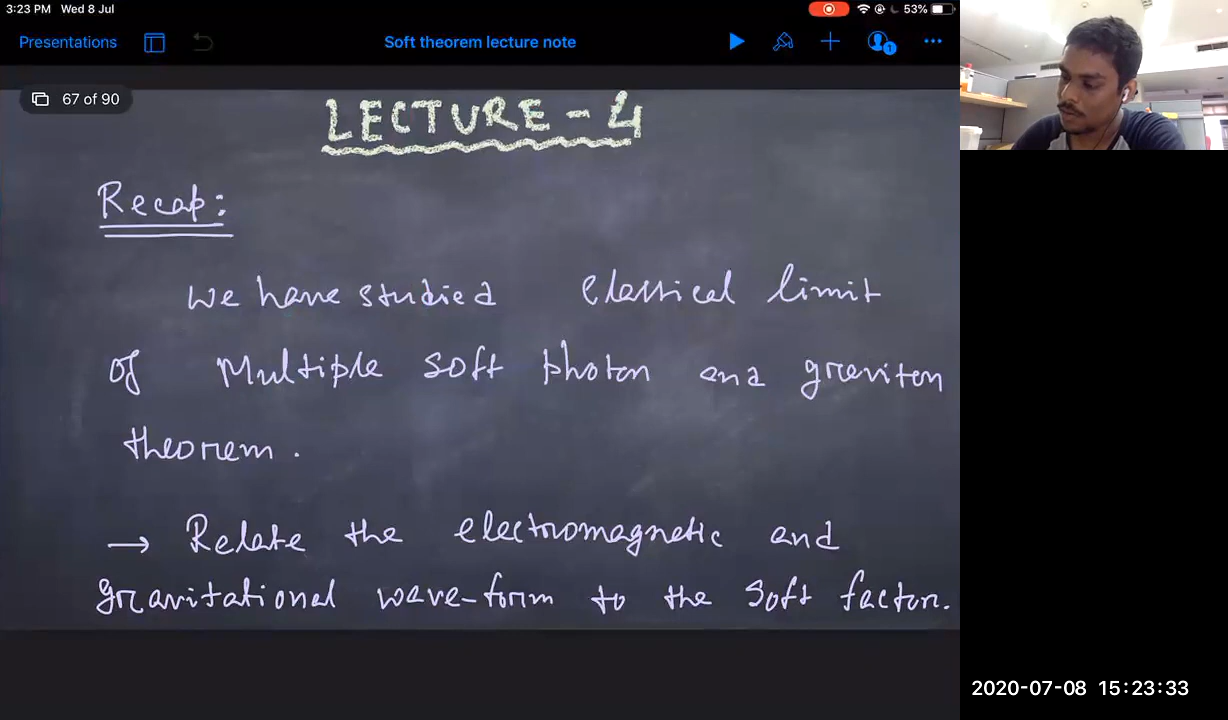 3:23 PM Wed 8 Jul
53%
Presentations
Soft theorem lecture note
1
67 of 90
LECTURE - 4
Recap:
We have studied classical limit
of Multiple soft photon and graviton
theorem.
→ Relate the electromagnetic and
gravitational wave-form to the soft factor.
2020-07-08 15:23:33